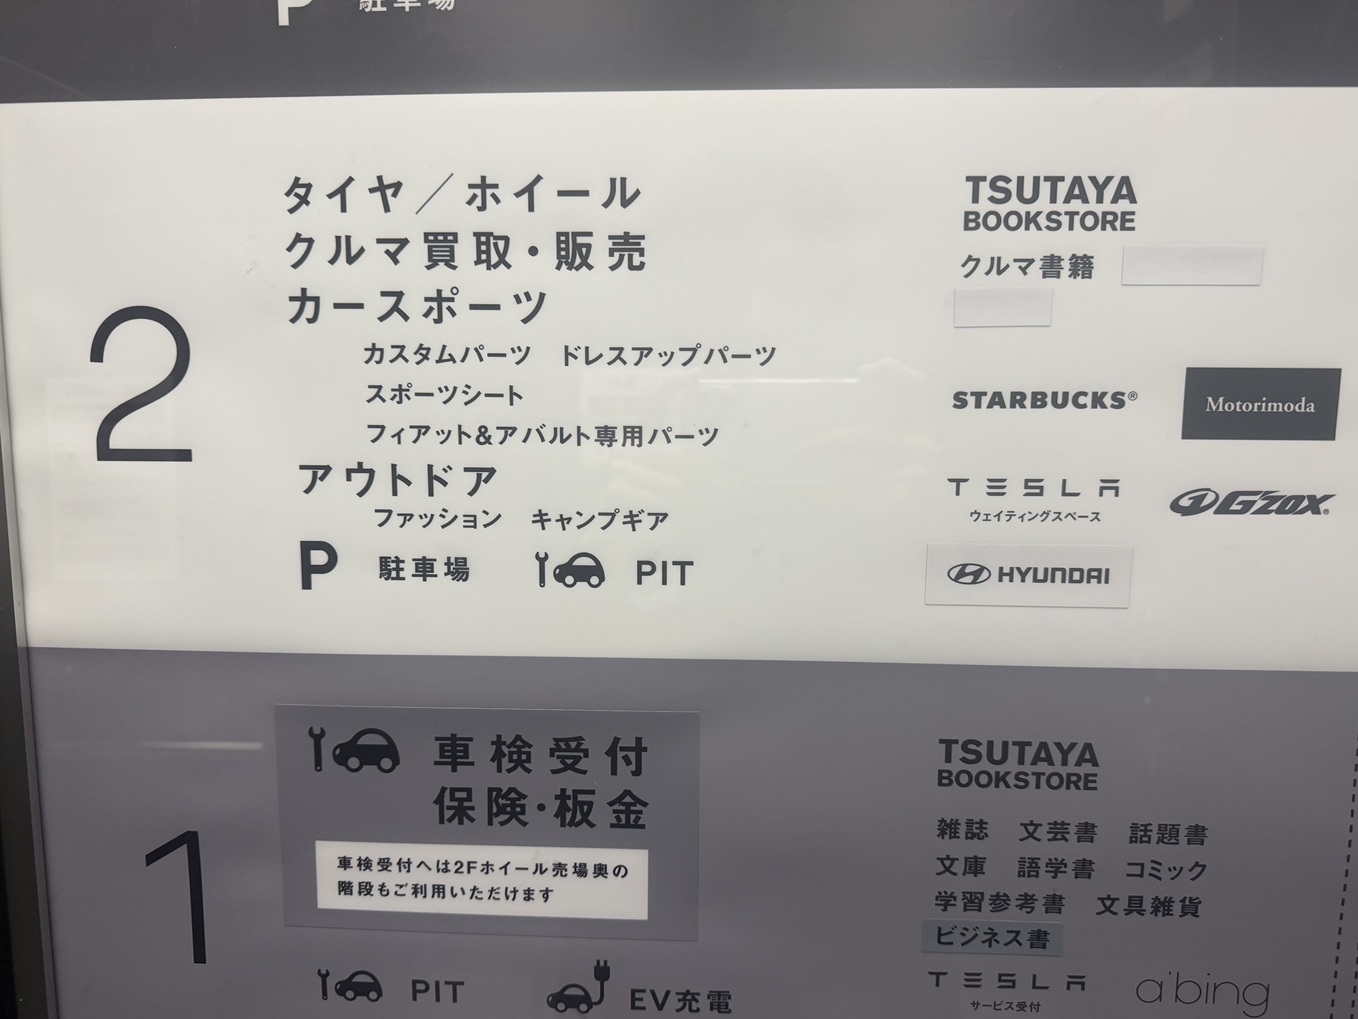 P 駐車場
2
タイヤ／ホイール
クルマ買取・販売
カースポーツ
カスタムパーツ ドレスアップパーツ
スポーツシート
フィアット&アバルト専用パーツ
アウトドア
ファッション キャンプギア
P 駐車場 PIT
TSUTAYA
BOOKSTORE
クルマ書籍
STARBUCKS®
Motorimoda
TESLA
ウェイティングスペース
G'ZOX®
HYUNDAI
1
車検受付
保険・板金
車検受付へは2Fホイール売場奥の
階段もご利用いただけます
PIT EV充電
TSUTAYA
BOOKSTORE
雑誌 文芸書 話題書
文庫 語学書 コミック
学習参考書 文具雑貨
ビジネス書
TESLA
サービス受付
a'bing